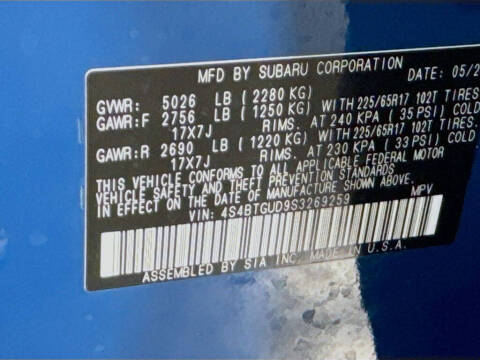 MFD BY SUBARU CORPORATION DATE: 05/2
GVWR: 5026 LB ( 2280 KG)
GAWR:F 2756 LB ( 1250 KG) WITH 225/65R17 102T TIRES
17X7J RIMS, AT 240 KPA ( 35 PSI) COLD
GAWR:R 2690 LB ( 1220 KG) WITH 225/65R17 102T TIRES
17X7J RIMS, AT 230 KPA ( 33 PSI) COLD
THIS VEHICLE CONFORMS TO ALL APPLICABLE FEDERAL MOTOR
VEHICLE SAFETY AND THEFT PREVENTION STANDARDS IN EFFECT
ON THE DATE OF MANUFACTURE SHOWN ABOVE.
VIN: 4S4BTGUD9S3269259 MPV
ASSEMBLED BY SIA INC. MADE IN U.S.A.